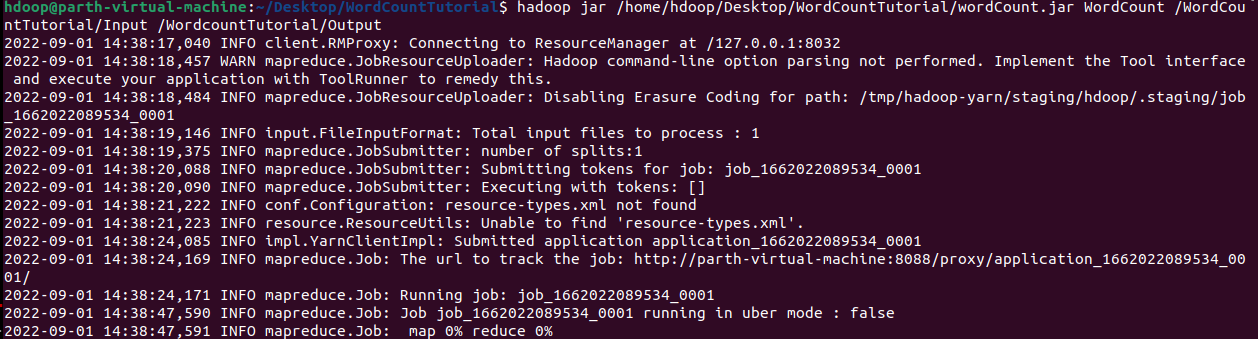 hdoop@parth-virtual-machine:~/Desktop/WordCountTutorial$ hadoop jar /home/hdoop/Desktop/WordCountTutorial/wordCount.jar WordCount /WordCou
ntTutorial/Input /WordcountTutorial/Output
2022-09-01 14:38:17,040 INFO client.RMProxy: Connecting to ResourceManager at /127.0.0.1:8032
2022-09-01 14:38:18,457 WARN mapreduce.JobResourceUploader: Hadoop command-line option parsing not performed. Implement the Tool interface
 and execute your application with ToolRunner to remedy this.
2022-09-01 14:38:18,484 INFO mapreduce.JobResourceUploader: Disabling Erasure Coding for path: /tmp/hadoop-yarn/staging/hdoop/.staging/job
_1662022089534_0001
2022-09-01 14:38:19,146 INFO input.FileInputFormat: Total input files to process : 1
2022-09-01 14:38:19,375 INFO mapreduce.JobSubmitter: number of splits:1
2022-09-01 14:38:20,088 INFO mapreduce.JobSubmitter: Submitting tokens for job: job_1662022089534_0001
2022-09-01 14:38:20,090 INFO mapreduce.JobSubmitter: Executing with tokens: []
2022-09-01 14:38:21,222 INFO conf.Configuration: resource-types.xml not found
2022-09-01 14:38:21,223 INFO resource.ResourceUtils: Unable to find 'resource-types.xml'.
2022-09-01 14:38:24,085 INFO impl.YarnClientImpl: Submitted application application_1662022089534_0001
2022-09-01 14:38:24,169 INFO mapreduce.Job: The url to track the job: http://parth-virtual-machine:8088/proxy/application_1662022089534_00
01/
2022-09-01 14:38:24,171 INFO mapreduce.Job: Running job: job_1662022089534_0001
2022-09-01 14:38:47,590 INFO mapreduce.Job: Job job_1662022089534_0001 running in uber mode : false
2022-09-01 14:38:47,591 INFO mapreduce.Job:  map 0% reduce 0%